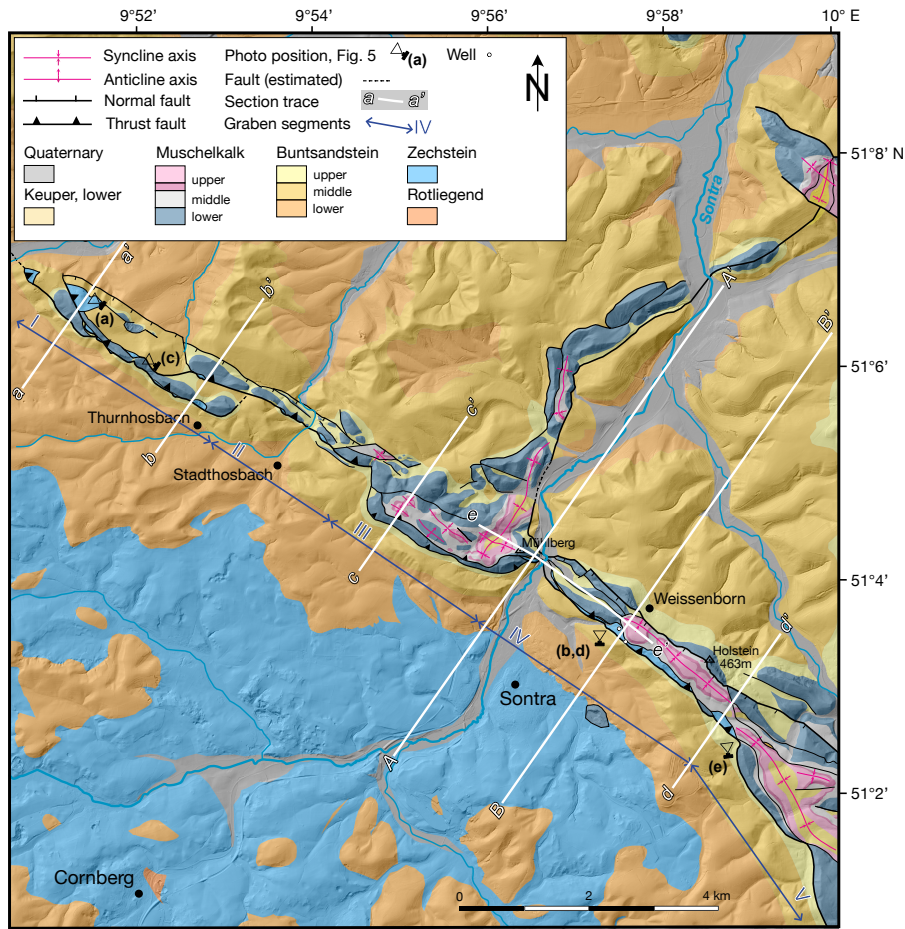 9°52' 9°54' 9°56' 9°58' 10° E
Syncline axis
Anticline axis
Normal fault
Thrust fault
Photo position, Fig. 5 (a)
Fault (estimated)
Section trace a a'
Graben segments IV
Well
N
Quaternary
Keuper, lower
Muschelkalk
upper
middle
lower
Buntsandstein
upper
middle
lower
Zechstein
Rotliegend
51°8' N
Sontra
a'
b'
A'
B'
(a)
I
(c)
51°6'
a
c'
Thurnhosbach
b
II
Stadthosbach
e
III
Mühlberg
c
51°4'
Weissenborn
d'
IV
(b,d)
e'
Holstein
463m
Sontra
A
(e)
d
B
51°2'
Cornberg
V
0 2 4 km